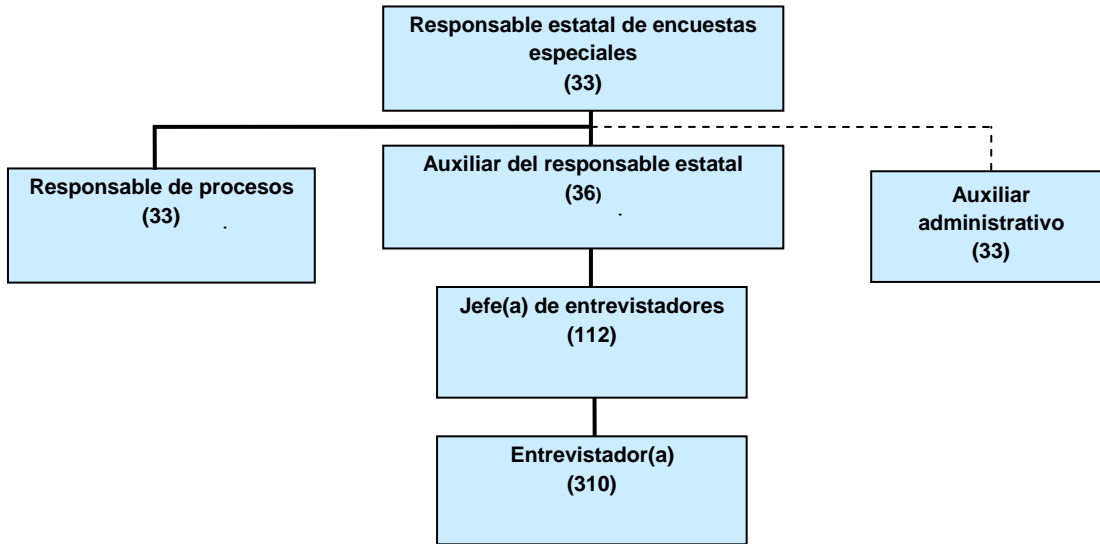 Responsable estatal de encuestas
especiales
(33)
Responsable de procesos
(33)
.
Auxiliar del responsable estatal
(36)
.
Auxiliar
administrativo
(33)
Jefe(a) de entrevistadores
(112)
Entrevistador(a)
(310)